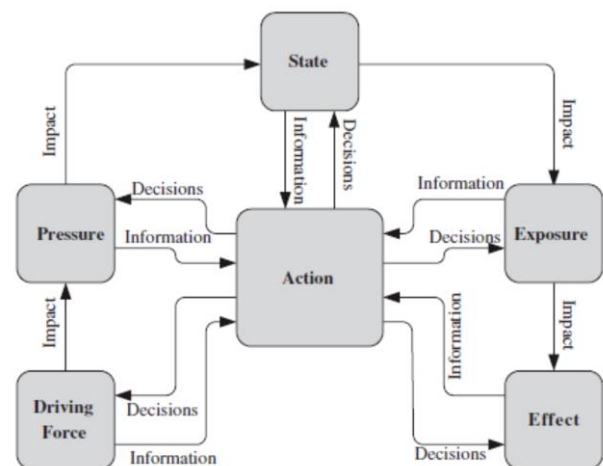 State
Impact
Information
Decisions
Impact
Decisions
Information
Pressure
Information
Decisions
Exposure
Action
Impact
Information
Impact
Driving
Force
Decisions
Effect
Information
Decisions